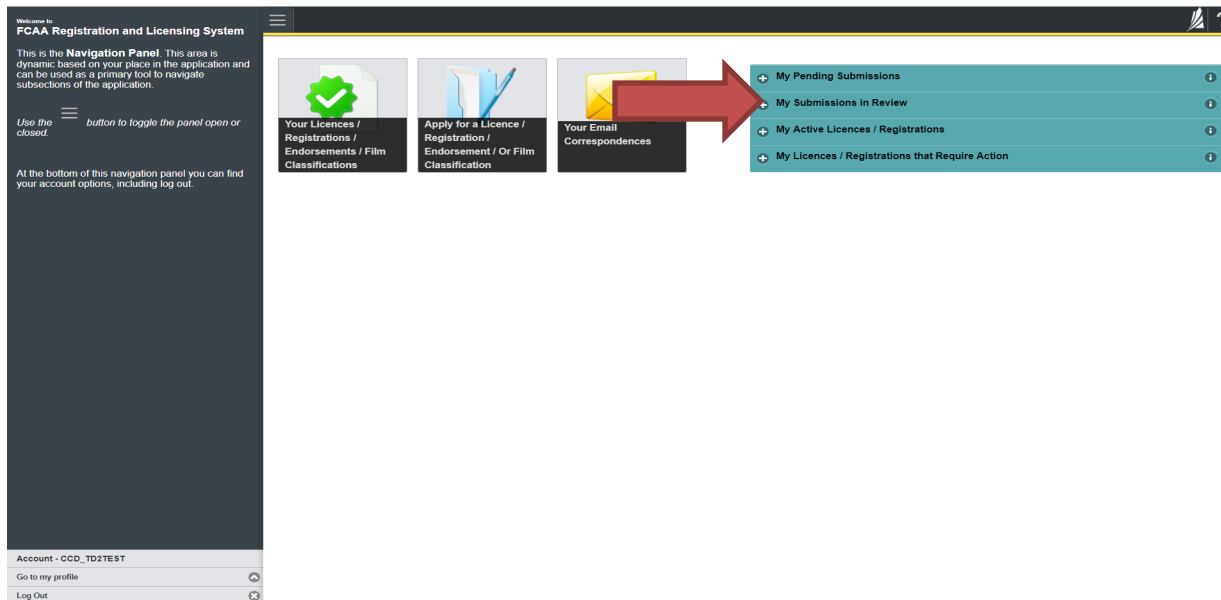 Welcome to
FCAA Registration and Licensing System
This is the Navigation Panel. This area is
dynamic based on your place in the application and
can be used as a primary tool to navigate
subsections of the application.
Use the button to toggle the panel open or
closed.
At the bottom of this navigation panel you can find
your account options, including log out.
Account - CCD_TD2TEST
Go to my profile
Log Out
Your Licences /
Registrations /
Endorsements / Film
Classifications
Apply for a Licence /
Registration /
Endorsement / Or Film
Classification
Your Email
Correspondences
My Pending Submissions
My Submissions in Review
My Active Licences / Registrations
My Licences / Registrations that Require Action